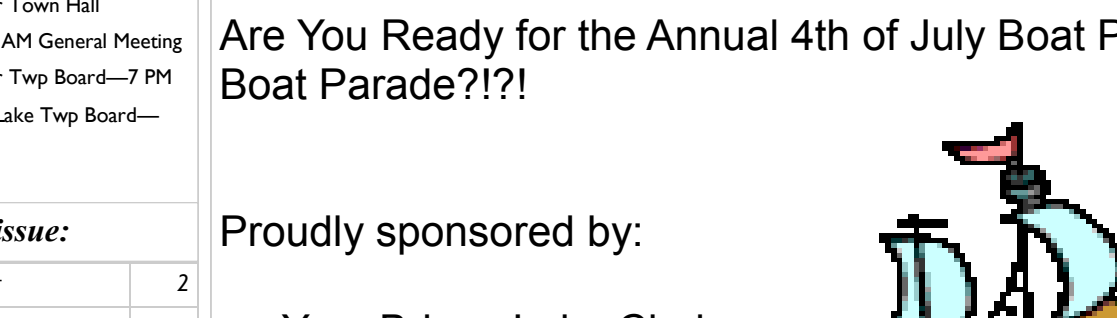 Town Hall
AM General Meeting
Twp Board—7 PM
Lake Twp Board—
issue:
2
Are You Ready for the Annual 4th of July Boat P
Boat Parade?!?!
Proudly sponsored by: